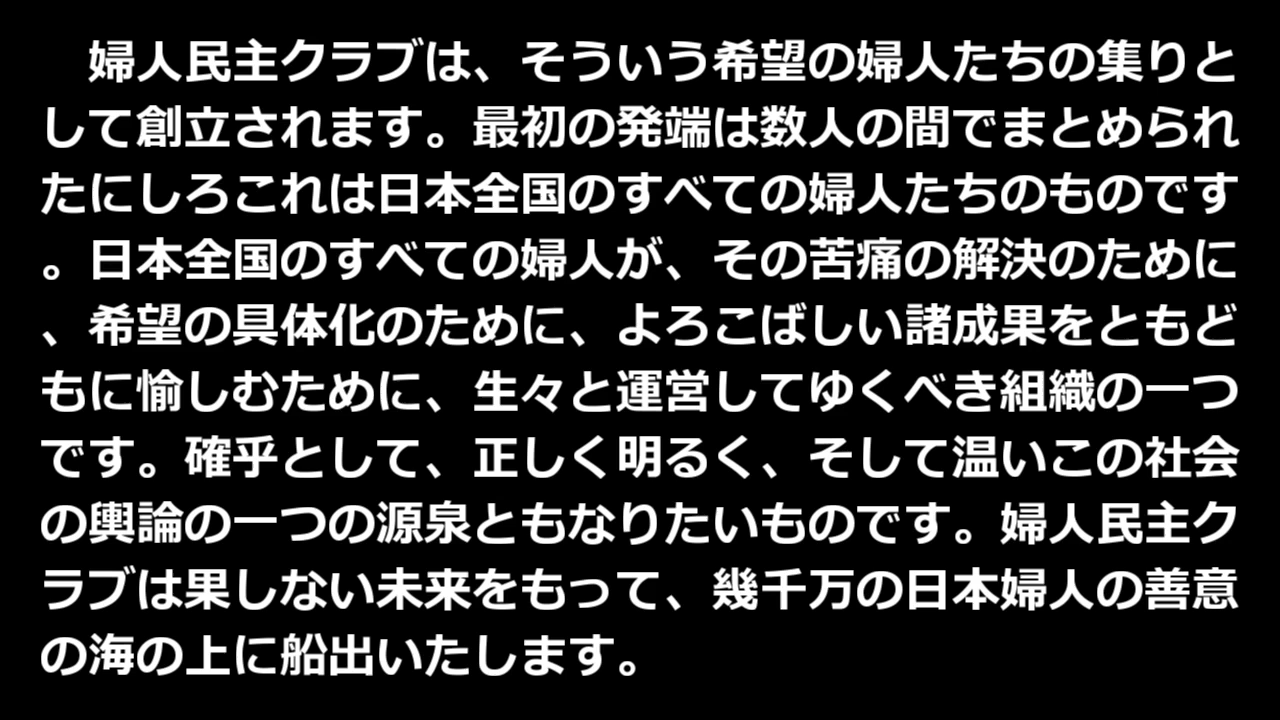 婦人民主クラブは、そういう希望の婦人たちの集りと
して創立されます。最初の発端は数人の間でまとめられ
たにしろこれは日本全国のすべての婦人たちのものです
。日本全国のすべての婦人が、その苦痛の解決のために
、希望の具体化のために、よろこばしい諸成果をともど
もに愉しむために、生々と運営してゆくべき組織の一つ
です。確乎として、正しく明るく、そして温いこの社会
の輿論の一つの源泉ともなりたいものです。婦人民主ク
ラブは果しない未来をもって、幾千万の日本婦人の善意
の海の上に船出いたします。